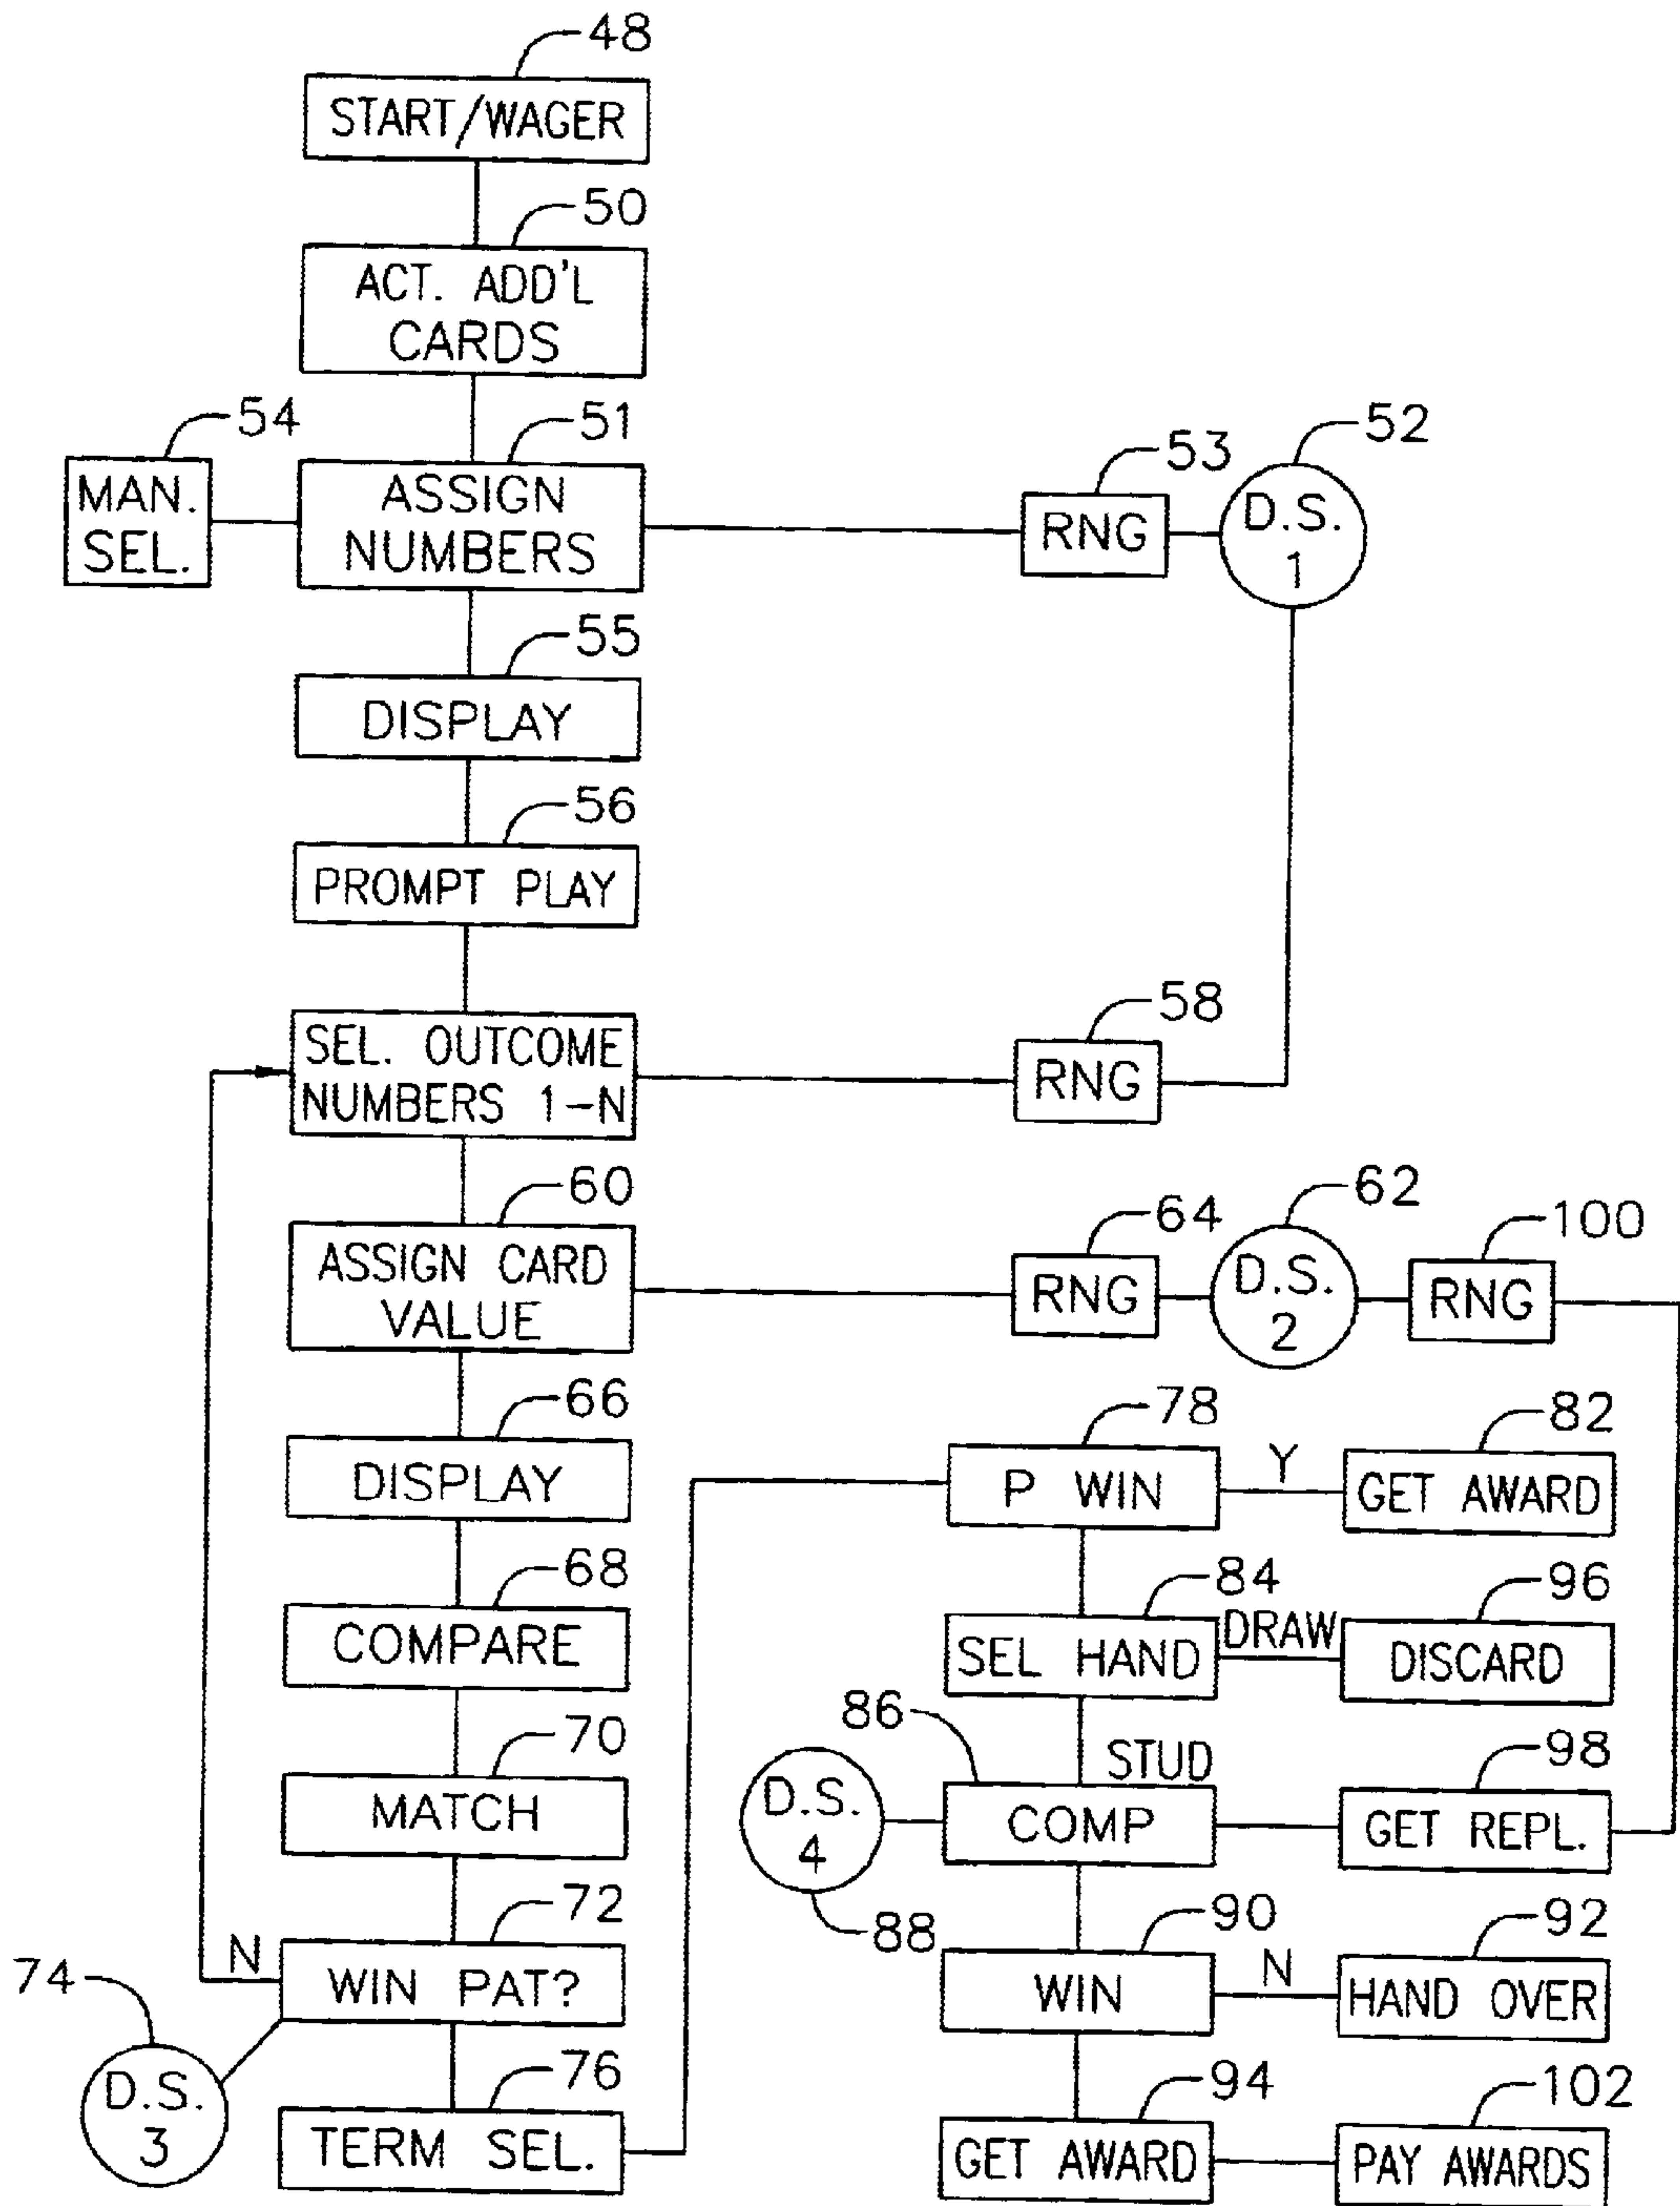 48
START/WAGER
50
ACT. ADD'L
CARDS
54
51
53
52
MAN.
SEL.
ASSIGN
NUMBERS
RNG
D.S.
1
55
DISPLAY
56
PROMPT PLAY
58
SEL. OUTCOME
NUMBERS 1-N
RNG
60
64
62
100
ASSIGN CARD
VALUE
RNG
D.S.
2
RNG
66
DISPLAY
78
82
P WIN
Y
GET AWARD
68
COMPARE
84
96
SEL HAND
DRAW
DISCARD
70
MATCH
86
STUD
98
D.S.
4
COMP
GET REPL.
88
72
N
WIN PAT?
74
D.S.
3
90
92
WIN
N
HAND OVER
76
TERM SEL.
94
102
GET AWARD
PAY AWARDS